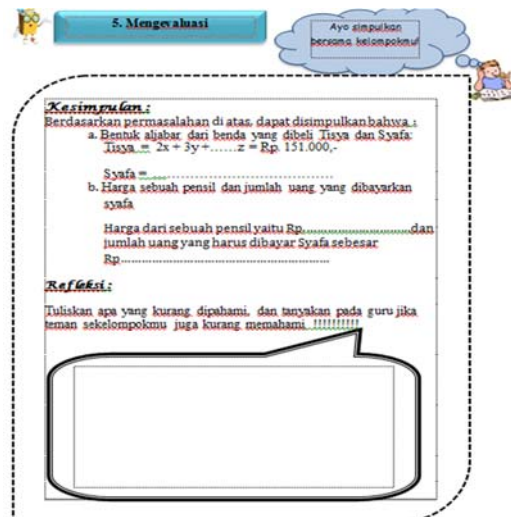 5. Mengevaluasi
Ayo simpulkan
bersama kelompokmu!
Kesimpulan :
Berdasarkan permasalahan di atas, dapat disimpulkan bahwa :
a. Bentuk aljabar dari benda yang dibeli Tisya dan Syafa:
Tisya = 2x + 3y +......z = Rp. 151.000,-
Syafa = ......................................
b. Harga sebuah pensil dan jumlah uang yang dibayarkan
syafa
Harga dari sebuah pensil yaitu Rp..............................dan
jumlah uang yang harus dibayar Syafa sebesar
Rp............................................................
Refleksi :
Tuliskan apa yang kurang dipahami, dan tanyakan pada guru jika
teman sekelompokmu juga kurang memahami !!!!!!!!!!